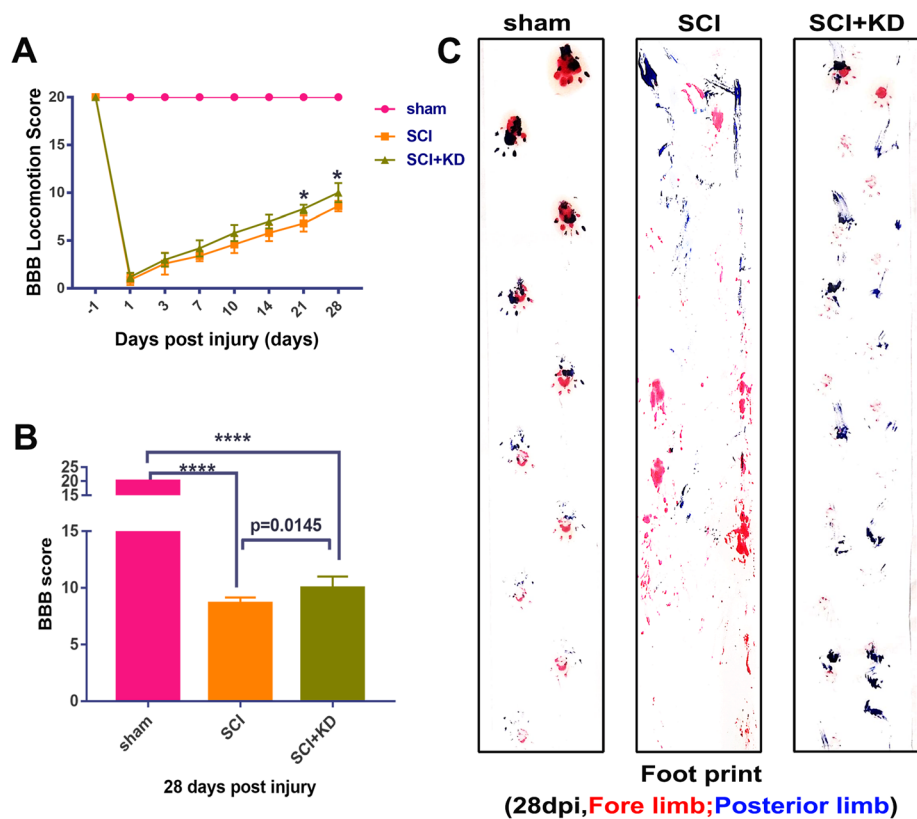 A
BBB Locomotion Score
20
15
10
5
0
-1 1 3 7 10 14 21 28
* *
Days post injury (days)
sham
SCI
SCI+KD
B
BBB score
25
20
15
15
10
5
0
****
****
p=0.0145
sham SCI SCI+KD
28 days post injury
C
sham SCI SCI+KD
Foot print
(28dpi,Fore limb;Posterior limb)